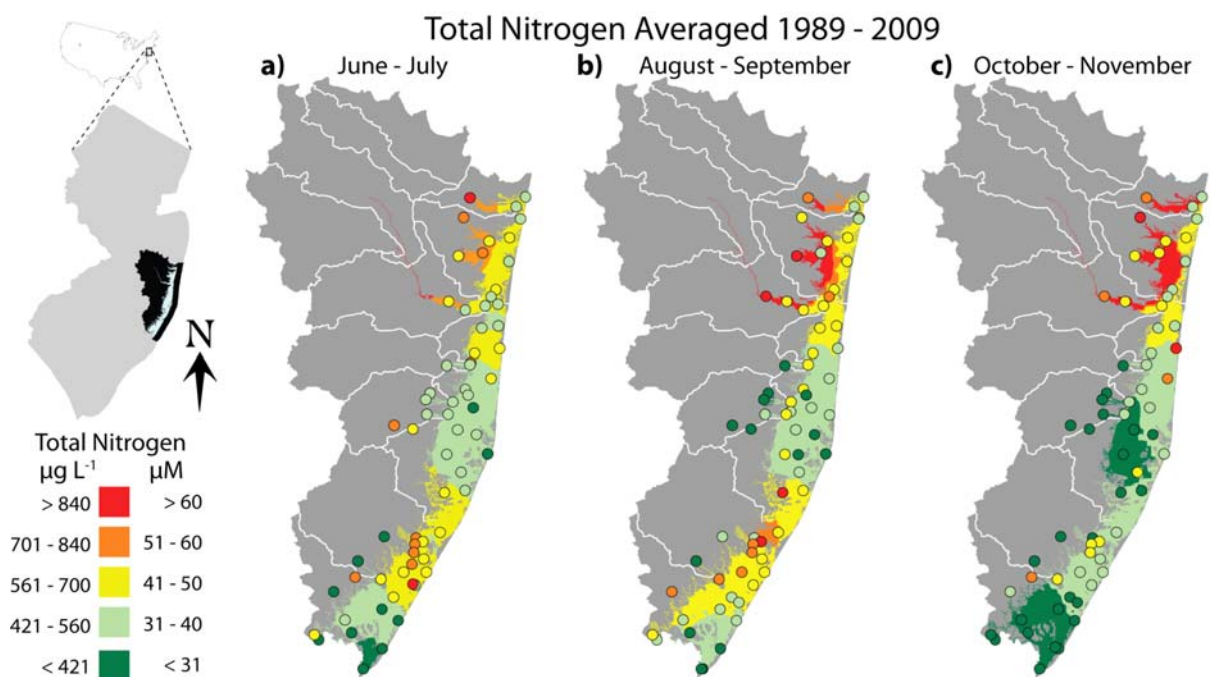 Total Nitrogen Averaged 1989 - 2009
a) June - July
b) August - September
c) October - November
N
Total Nitrogen
µg L-1 µM
> 840 > 60
701 - 840 51 - 60
561 - 700 41 - 50
421 - 560 31 - 40
< 421 < 31